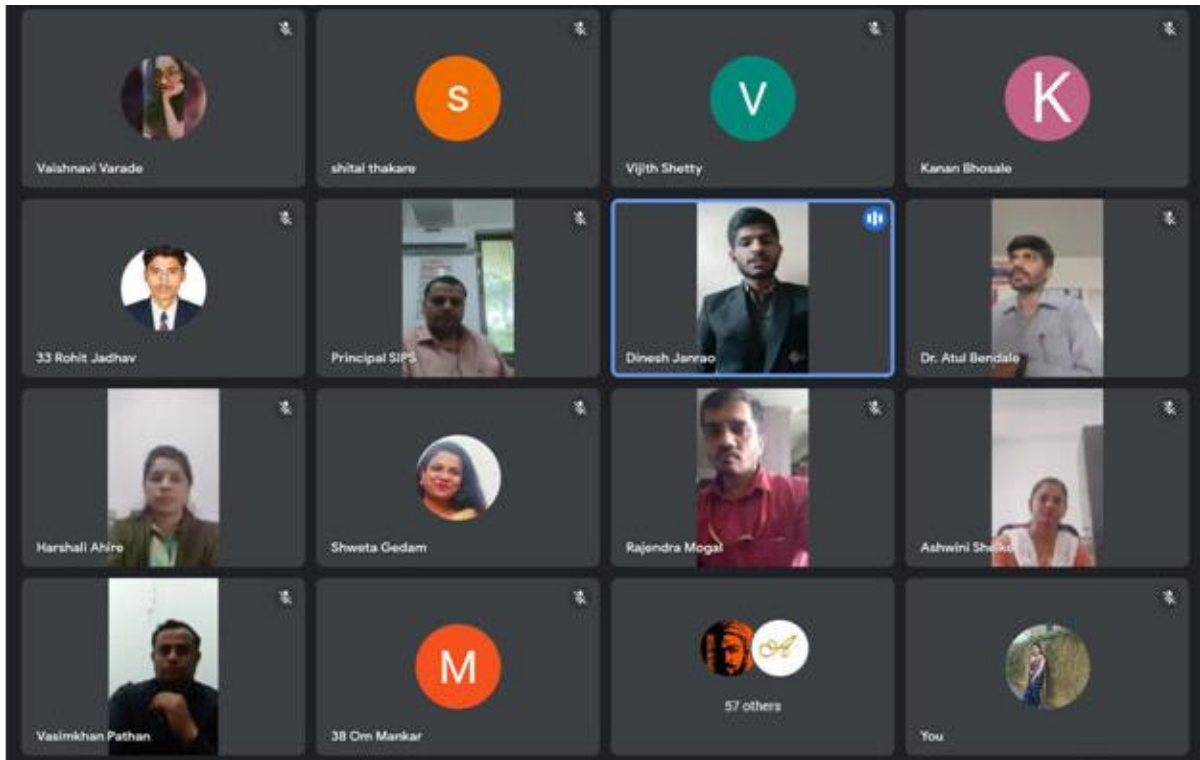 Vaishnavi Varade
S
shital thakare
V
Vijith Shetty
K
Kanan Bhosale
33 Rohit Jadhav
Principal SIPS
Dinesh Janrao
Dr. Atul Bendale
Harshali Ahire
Shweta Gedam
Rajendra Mogal
Ashwini
Vasimkhan Pathan
M
38 Om Mankar
A
57 others
You